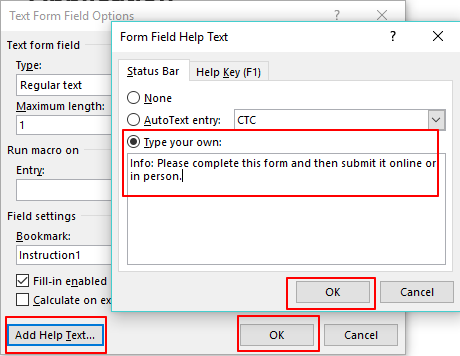 Text Form Field Options
Text form field
Type:
Regular text
Maximum length:
1
Run macro on
Entry:
Field settings
Bookmark:
Instruction1
Fill-in enabled
Calculate on ex
Add Help Text...
OK
Cancel
Form Field Help Text
Status Bar
Help Key (F1)
None
AutoText entry:
CTC
Type your own:
Info: Please complete this form and then submit it online or
in person.
OK
Cancel